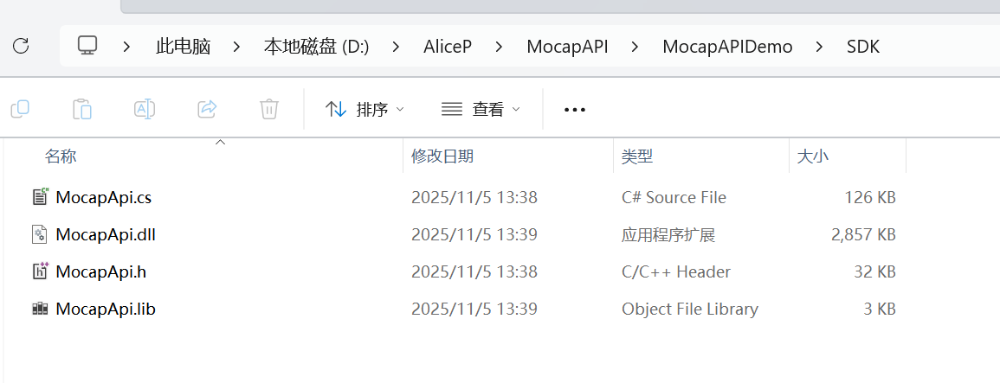 此电脑 > 本地磁盘 (D:) > AliceP > MocapAPI > MocapAPIDemo > SDK
排序 查看
名称 修改日期 类型 大小
MocapApi.cs 2025/11/5 13:38 C# Source File 126 KB
MocapApi.dll 2025/11/5 13:39 应用程序扩展 2,857 KB
MocapApi.h 2025/11/5 13:38 C/C++ Header 32 KB
MocapApi.lib 2025/11/5 13:39 Object File Library 3 KB